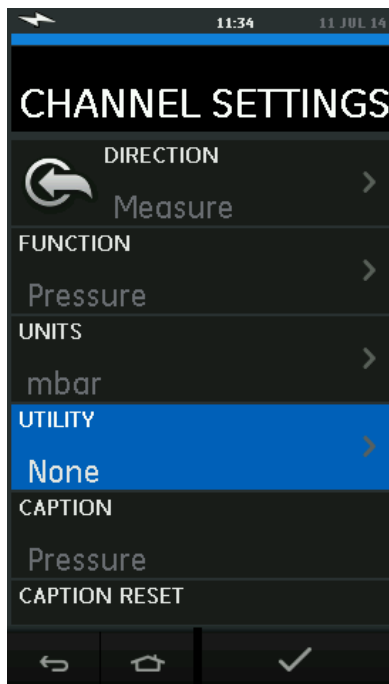 11:34 11 JUL 14
CHANNEL SETTINGS
DIRECTION
Measure
FUNCTION
Pressure
UNITS
mbar
UTILITY
None
CAPTION
Pressure
CAPTION RESET